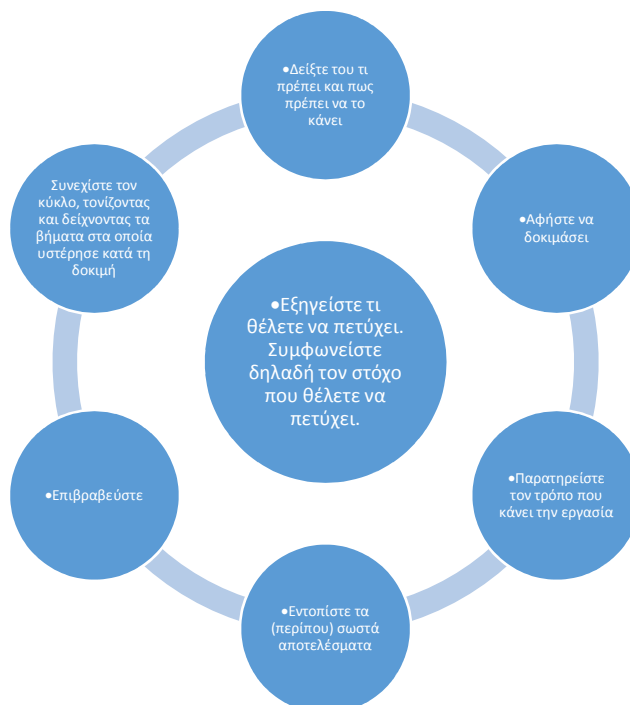 •Δείξτε του τι
πρέπει και πως
πρέπει να το
κάνει
•Αφήστε να
δοκιμάσει
•Παρατηρείστε
τον τρόπο που
κάνει την εργασία
•Εντοπίστε τα
(περίπου) σωστά
αποτελέσματα
•Επιβραβεύστε
Συνεχίστε τον
κύκλο, τονίζοντας
και δείχνοντας τα
βήματα στα οποία
υστέρησε κατά τη
δοκιμή
•Εξηγείστε τι
θέλετε να πετύχει.
Συμφωνείστε
δηλαδή τον στόχο
που θέλετε να
πετύχει.